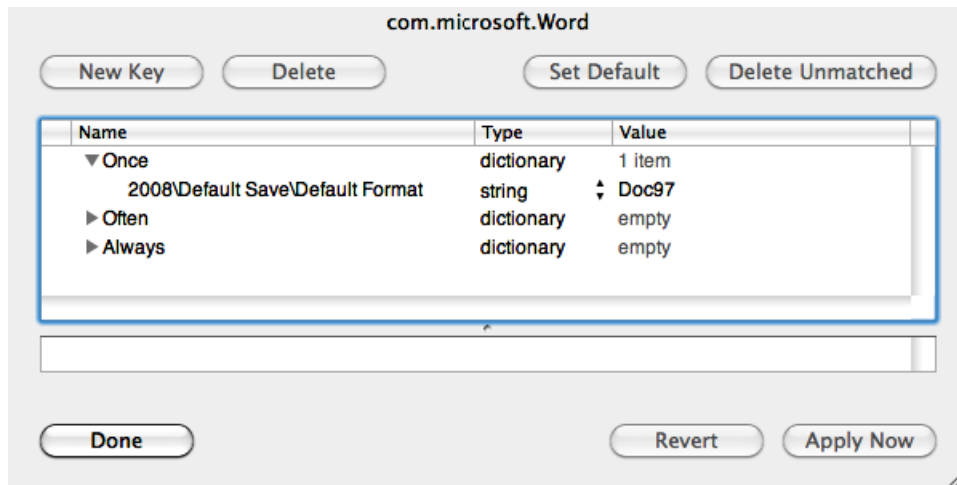 com.microsoft.Word
New Key Delete Set Default Delete Unmatched
Name Type Value
Once dictionary 1 item
2008\Default Save\Default Format string Doc97
Often dictionary empty
Always dictionary empty
Done Revert Apply Now